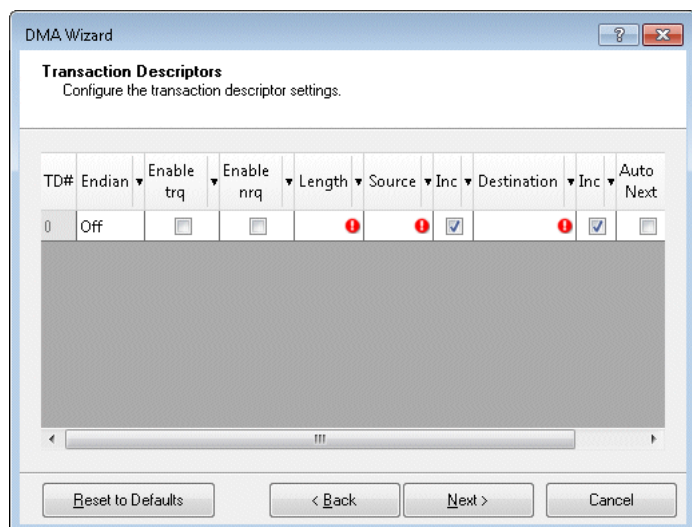 DMA Wizard
Transaction Descriptors
Configure the transaction descriptor settings.
TD# Endian Enable trq Enable nrq Length Source Inc Destination Inc Auto Next
0 Off
Reset to Defaults < Back Next > Cancel